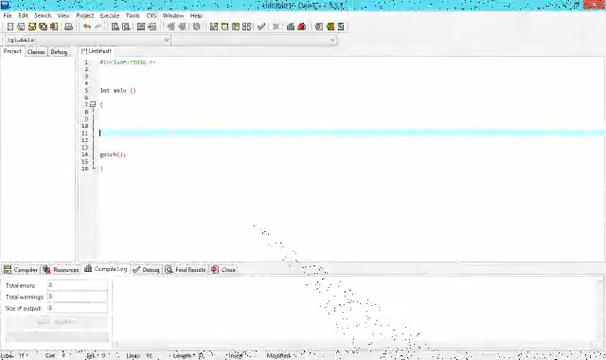 File Edit Search View Project Execute Tools CVS Window Help
Project Classes Debug
[*] Untitled1
1
2
3
4
5 int main ()
6
7 {
8
9
10
11
12
13
14 getch();
15
16 }
Compiler Resources Compile Log Debug Find Results Close
Total errors: 0
Total warnings: 0
Size of output: 0
Modified